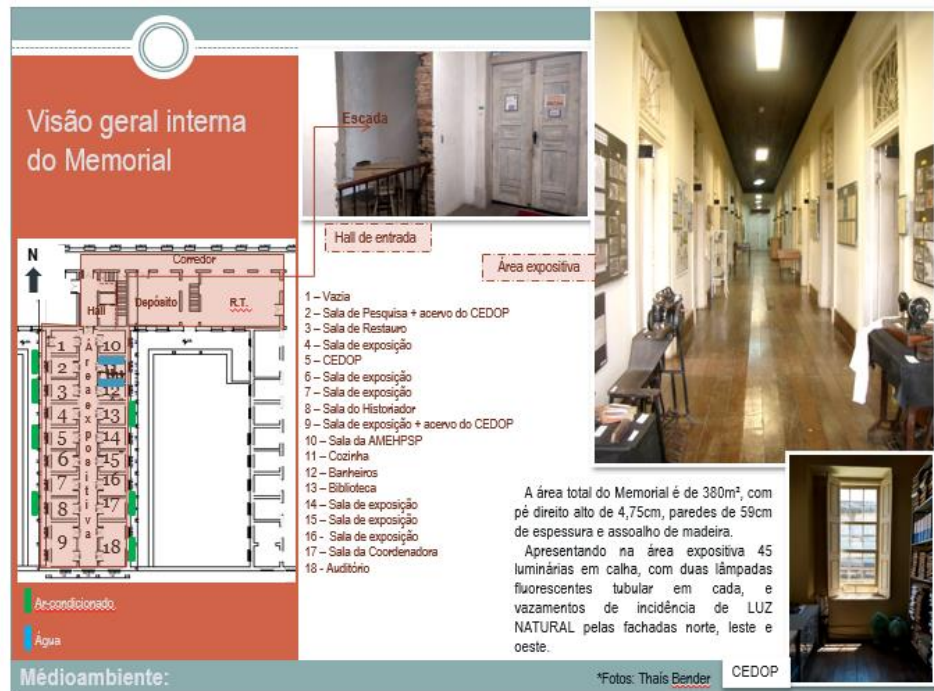 Visão geral interna
do Memorial
Escada
Hall de entrada
Área expositiva
N
Corredor
Hall
Depósito
R.T.
1
2
3
4
5
6
7
8
9
Área expositiva
10
12
13
14
15
16
17
18
Ar-condicionado
Água
1 – Vazia
2 – Sala de Pesquisa + acervo do CEDOP
3 – Sala de Restauro
4 – Sala de exposição
5 – CEDOP
6 – Sala de exposição
7 – Sala de exposição
8 – Sala do Historiador
9 – Sala de exposição + acervo do CEDOP
10 – Sala da AMEHPSP
11 – Cozinha
12 – Banheiros
13 – Biblioteca
14 – Sala de exposição
15 – Sala de exposição
16 - Sala de exposição
17 – Sala da Coordenadora
18 - Auditório
A área total do Memorial é de 380m², com
pé direito alto de 4,75cm, paredes de 59cm
de espessura e assoalho de madeira.
Apresentando na área expositiva 45
luminárias em calha, com duas lâmpadas
fluorescentes tubular em cada, e
vazamentos de incidência de LUZ
NATURAL pelas fachadas norte, leste e
oeste.
Médioambiente:
*Fotos: Thaís Bender
CEDOP